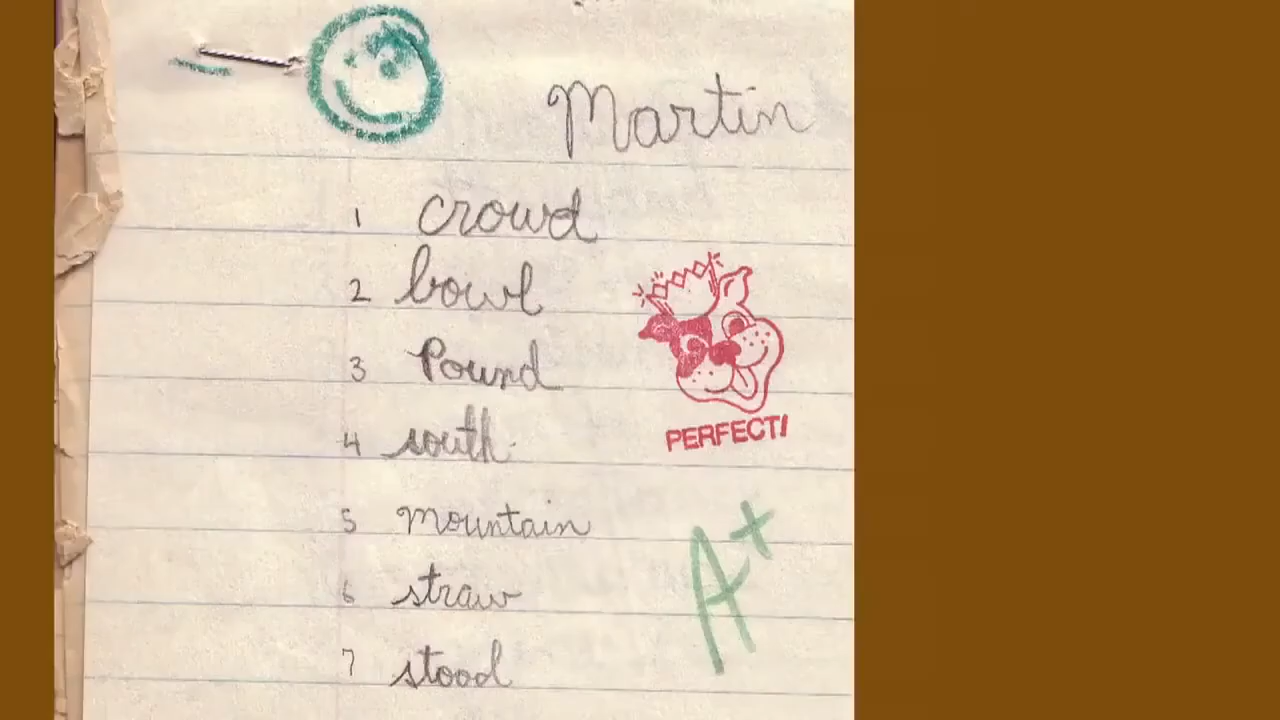 Martin
1 crowd
2 bowl
3 Pound
4 south
5 mountain
6 straw
7 stood
PERFECT!
A+